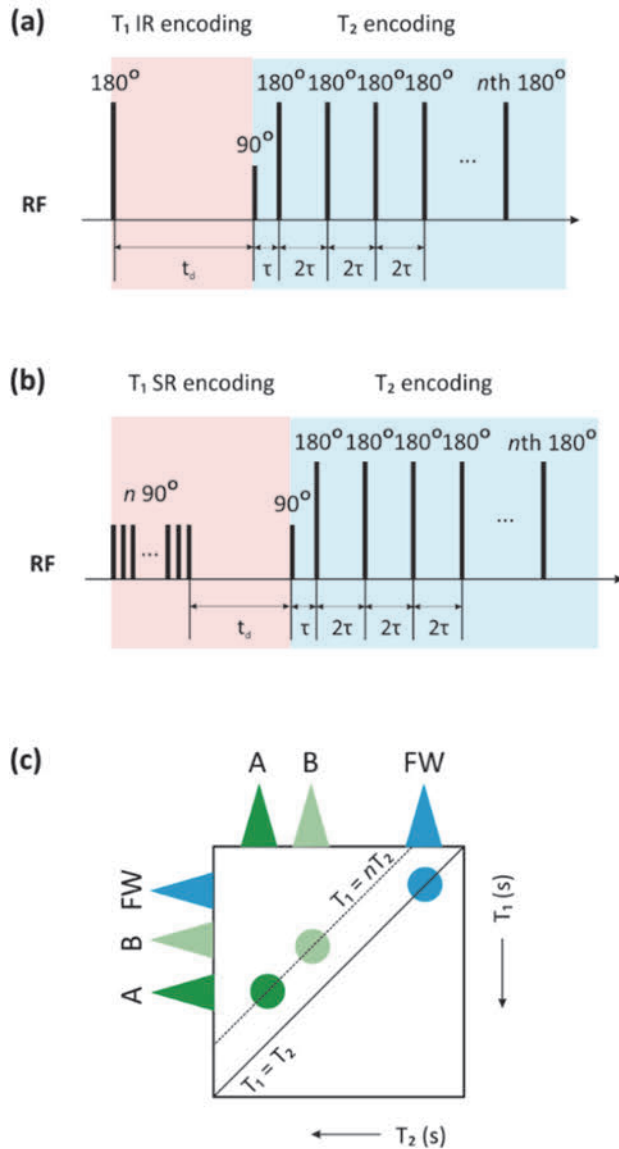 (a)
T₁ IR encoding T₂ encoding
180° 180° 180° 180° nth 180°
180°
90°
...
RF
t_d τ 2τ 2τ 2τ
(b)
T₁ SR encoding T₂ encoding
180° 180° 180° 180° nth 180°
n 90° 90°
... ...
RF
t_d τ 2τ 2τ 2τ
(c)
A B FW
FW
B
A
T₁ = nT₂
T₁ = T₂
T₁ (s)
T₂ (s)